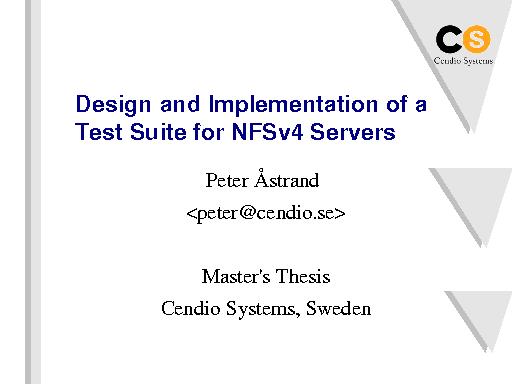 CS
Cendio Systems
Design and Implementation of a
Test Suite for NFSv4 Servers
Peter Åstrand
<peter@cendio.se>
Master's Thesis
Cendio Systems, Sweden